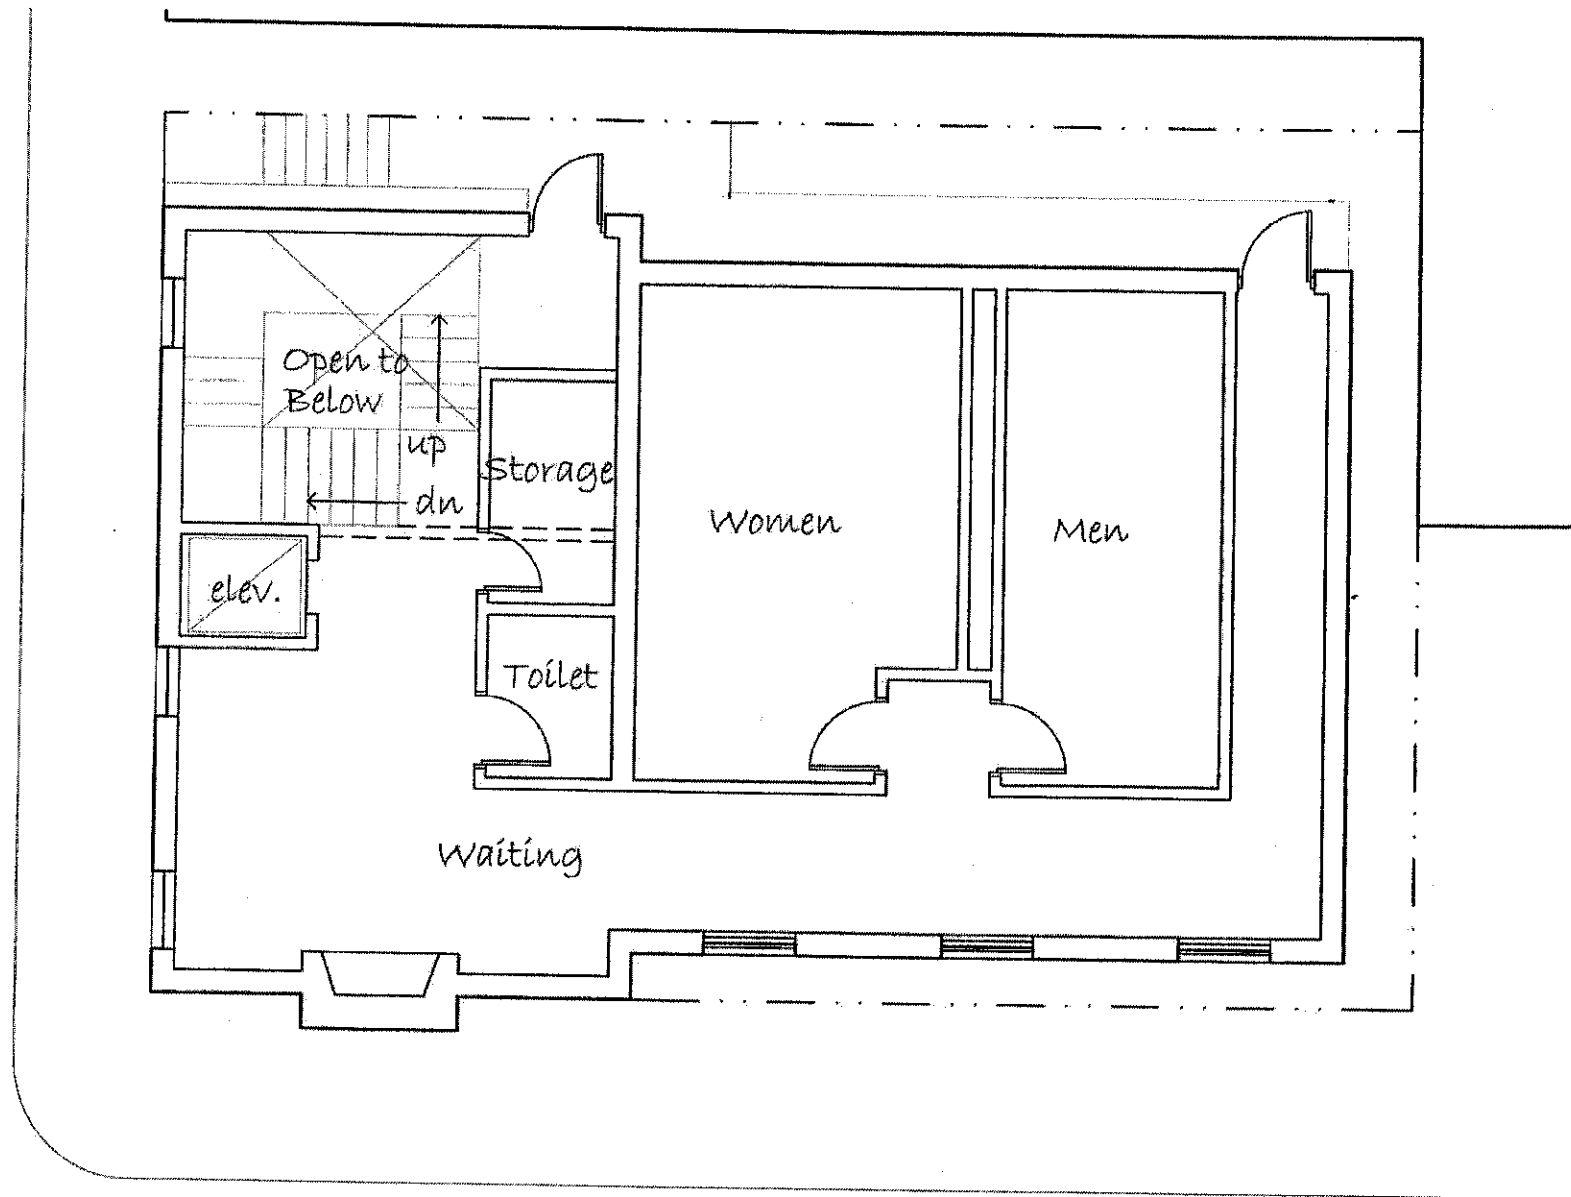 Open to
Below
up
dn
Storage
elev.
Toilet
Women
Men
Waiting